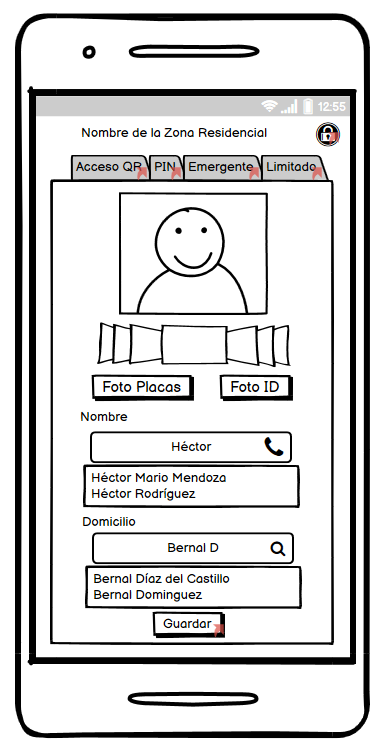 12:55
Nombre de la Zona Residencial
Acceso QR PIN Emergente Limitado
Foto Placas Foto ID
Nombre
Héctor
Héctor Mario Mendoza
Héctor Rodríguez
Domicilio
Bernal D
Bernal Díaz del Castillo
Bernal Dominguez
Guardar